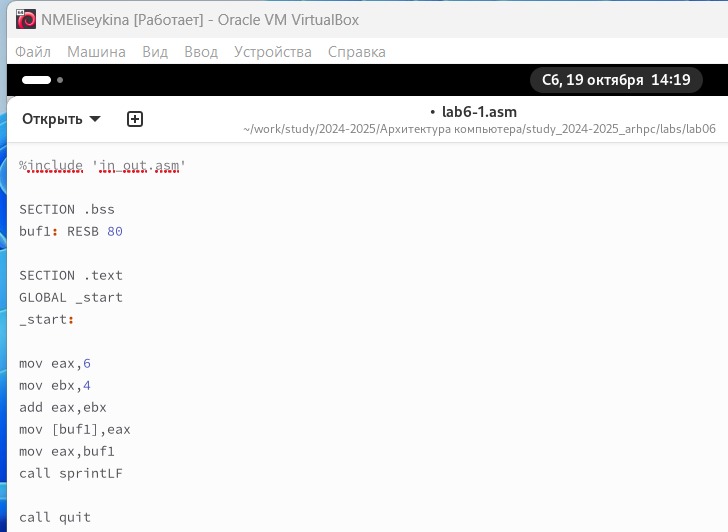 NMEliseykina [Работает] - Oracle VM VirtualBox
Файл Машина Вид Ввод Устройства Справка
Сб, 19 октября 14:19
Открыть
• lab6-1.asm
~/work/study/2024-2025/Архитектура компьютера/study_2024-2025_arhpc/labs/lab06
%include 'in_out.asm'
SECTION .bss
buf1: RESB 80
SECTION .text
GLOBAL _start
_start:
mov eax,6
mov ebx,4
add eax,ebx
mov [buf1],eax
mov eax,buf1
call sprintLF
call quit